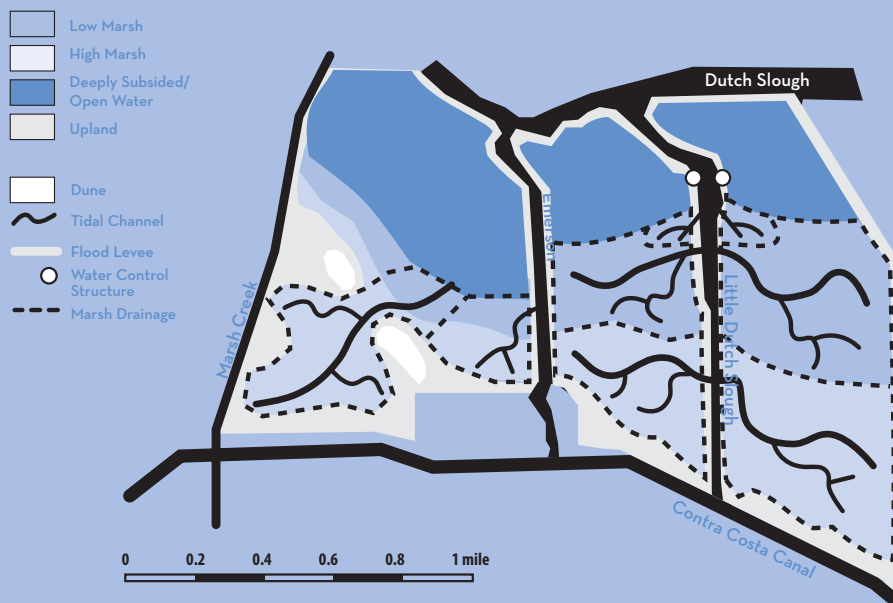 Low Marsh
High Marsh
Deeply Subsided/
Open Water
Upland
Dune
Tidal Channel
Flood Levee
Water Control
Structure
Marsh Drainage
Dutch Slough
Emerson
Little Dutch Slough
Marsh Creek
Contra Costa Canal
0 0.2 0.4 0.6 0.8 1 mile